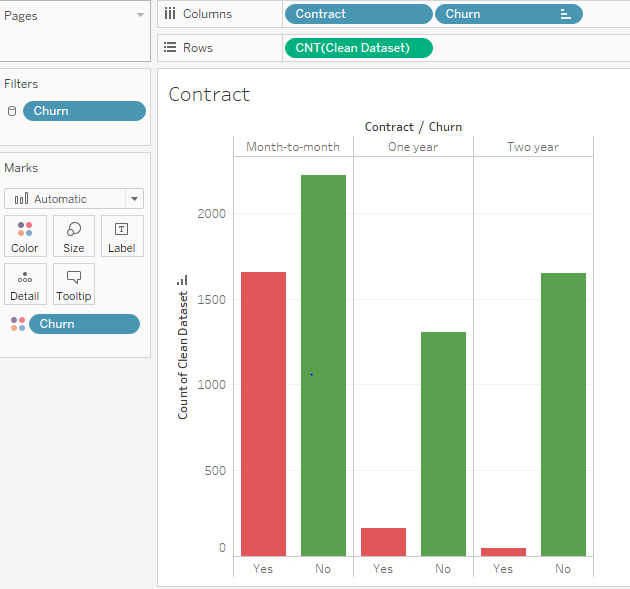 Pages
Columns
Contract
Churn
Rows
CNT(Clean Dataset)
Filters
Churn
Marks
Automatic
Color
Size
Label
Detail
Tooltip
Churn
Contract
Contract / Churn
Month-to-month
One year
Two year
Count of Clean Dataset
2000
1500
1000
500
0
Yes
No
Yes
No
Yes
No